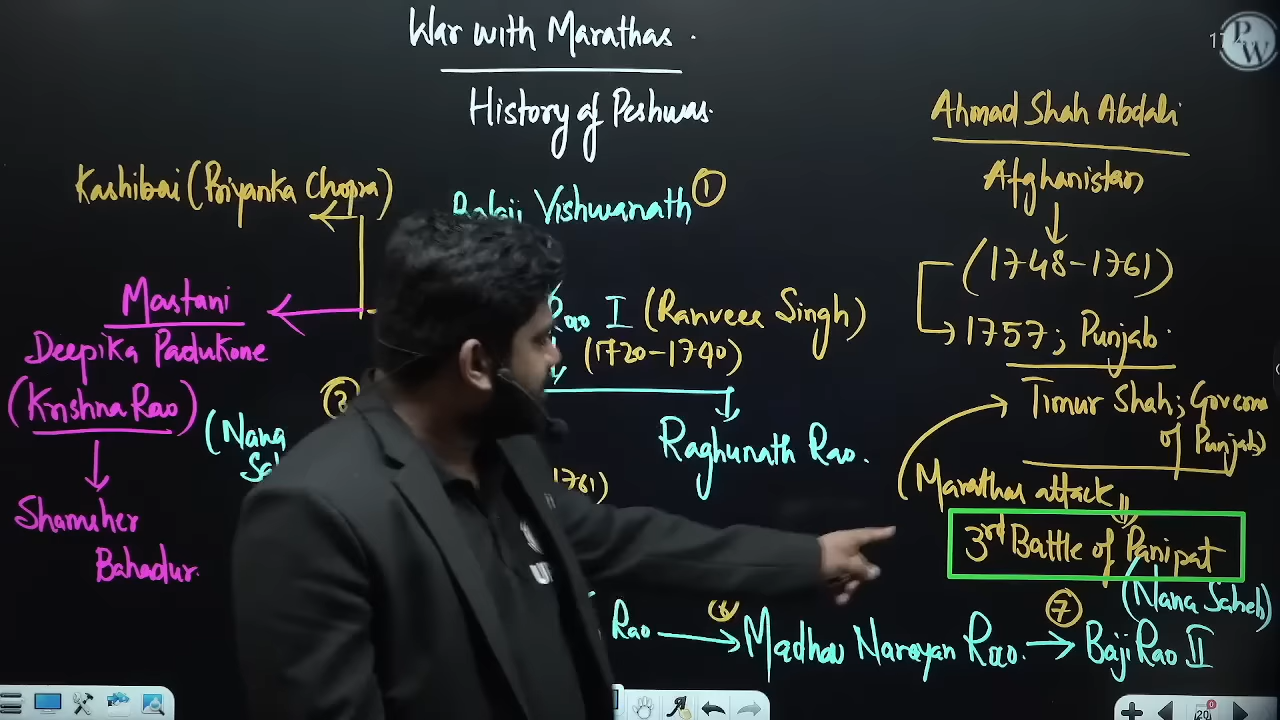 War with Marathas.
History of Peshwas.
Kashibai (Priyanka Chopra)
Balaji Vishwanath ①
Mastani
Deepika Padukone
(Krishna Rao)
Shamsher
Bahadur.
Rao I (Ranveer Singh)
(1720-1740)
(Nana
Raghunath Rao.
1761)
Rao → Madhav Narayan Rao. → Baji Rao II
⑦
Ahmad Shah Abdali
Afghanistan
(1748-1761)
1757; Punjab
Timur Shah; Governor
of Punjab)
(Marathas attack
3rd Battle of Panipat
(Nana Saheb)
PW
UP
20